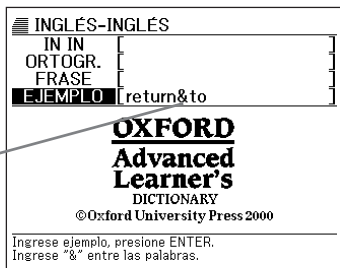 INGLÉS-INGLÉS
IN IN [ ]
ORTOGR. [ ]
FRASE [ ]
EJEMPLO [return&to ]
OXFORD
Advanced
Learner's
DICTIONARY
©Oxford University Press 2000
Ingrese ejemplo, presione ENTER.
Ingrese "&" entre las palabras.